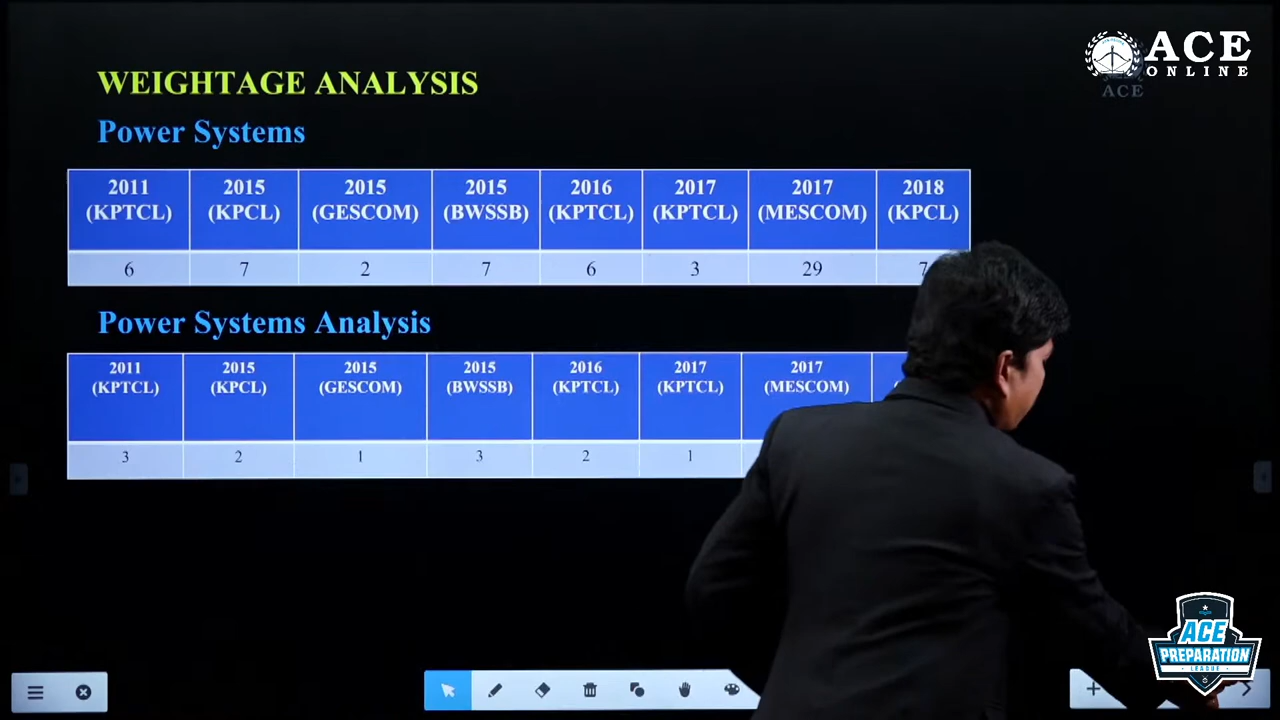 ACE
ONLINE
ACE
WEIGHTAGE ANALYSIS
Power Systems
2011 2015 2015 2015 2016 2017 2017 2018
(KPTCL) (KPCL) (GESCOM) (BWSSB) (KPTCL) (KPTCL) (MESCOM) (KPCL)
6 7 2 7 6 3 29 7
Power Systems Analysis
2011 2015 2015 2015 2016 2017 2017
(KPTCL) (KPCL) (GESCOM) (BWSSB) (KPTCL) (KPTCL) (MESCOM)
3 2 1 3 2 1
ACE
PREPARATION
LEAGUE